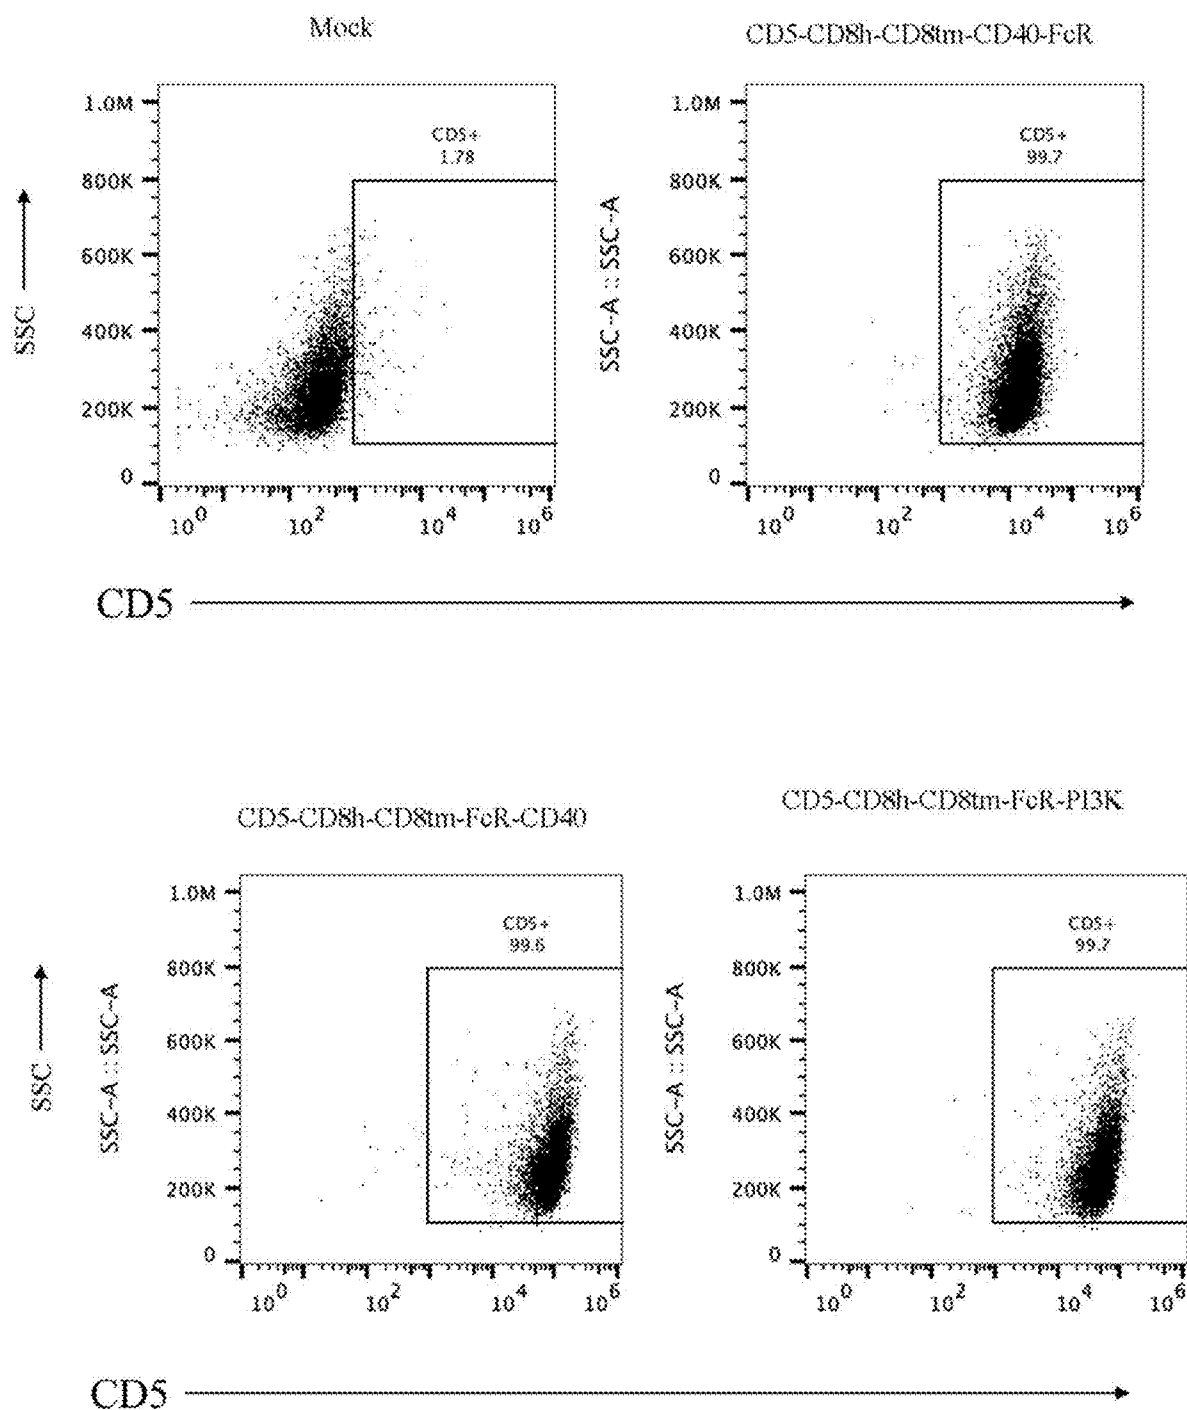 Mock
CD5-CD8h-CD8tm-CD40-FcR
SSC
1.0M
800K
600K
400K
200K
0
CD5+
1.78
10^0 10^2 10^4 10^6
SSC-A :: SSC-A
1.0M
800K
600K
400K
200K
0
CD5+
99.7
10^0 10^2 10^4 10^6
CD5
CD5-CD8h-CD8tm-FcR-CD40
CD5-CD8h-CD8tm-FcR-PI3K
SSC
SSC-A :: SSC-A
1.0M
800K
600K
400K
200K
0
CD5+
99.6
10^0 10^2 10^4 10^6
SSC-A :: SSC-A
1.0M
800K
600K
400K
200K
0
CD5+
99.7
10^0 10^2 10^4 10^6
CD5